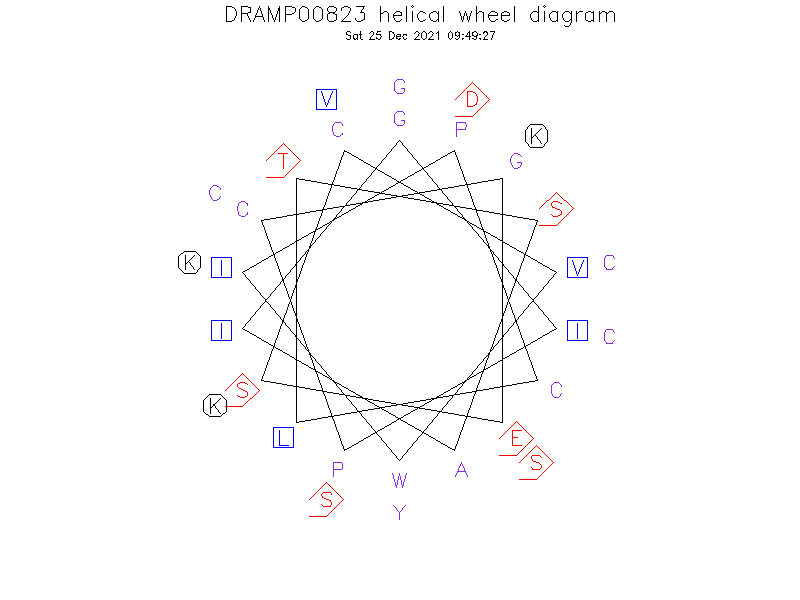 DRAMP00823 helical wheel diagram
Sat 25 Dec 2021 09:49:27
G
V D
G
C P K
T G
C
C S
K I V C
I I C
S C
K
L E
S
P W A
S
Y